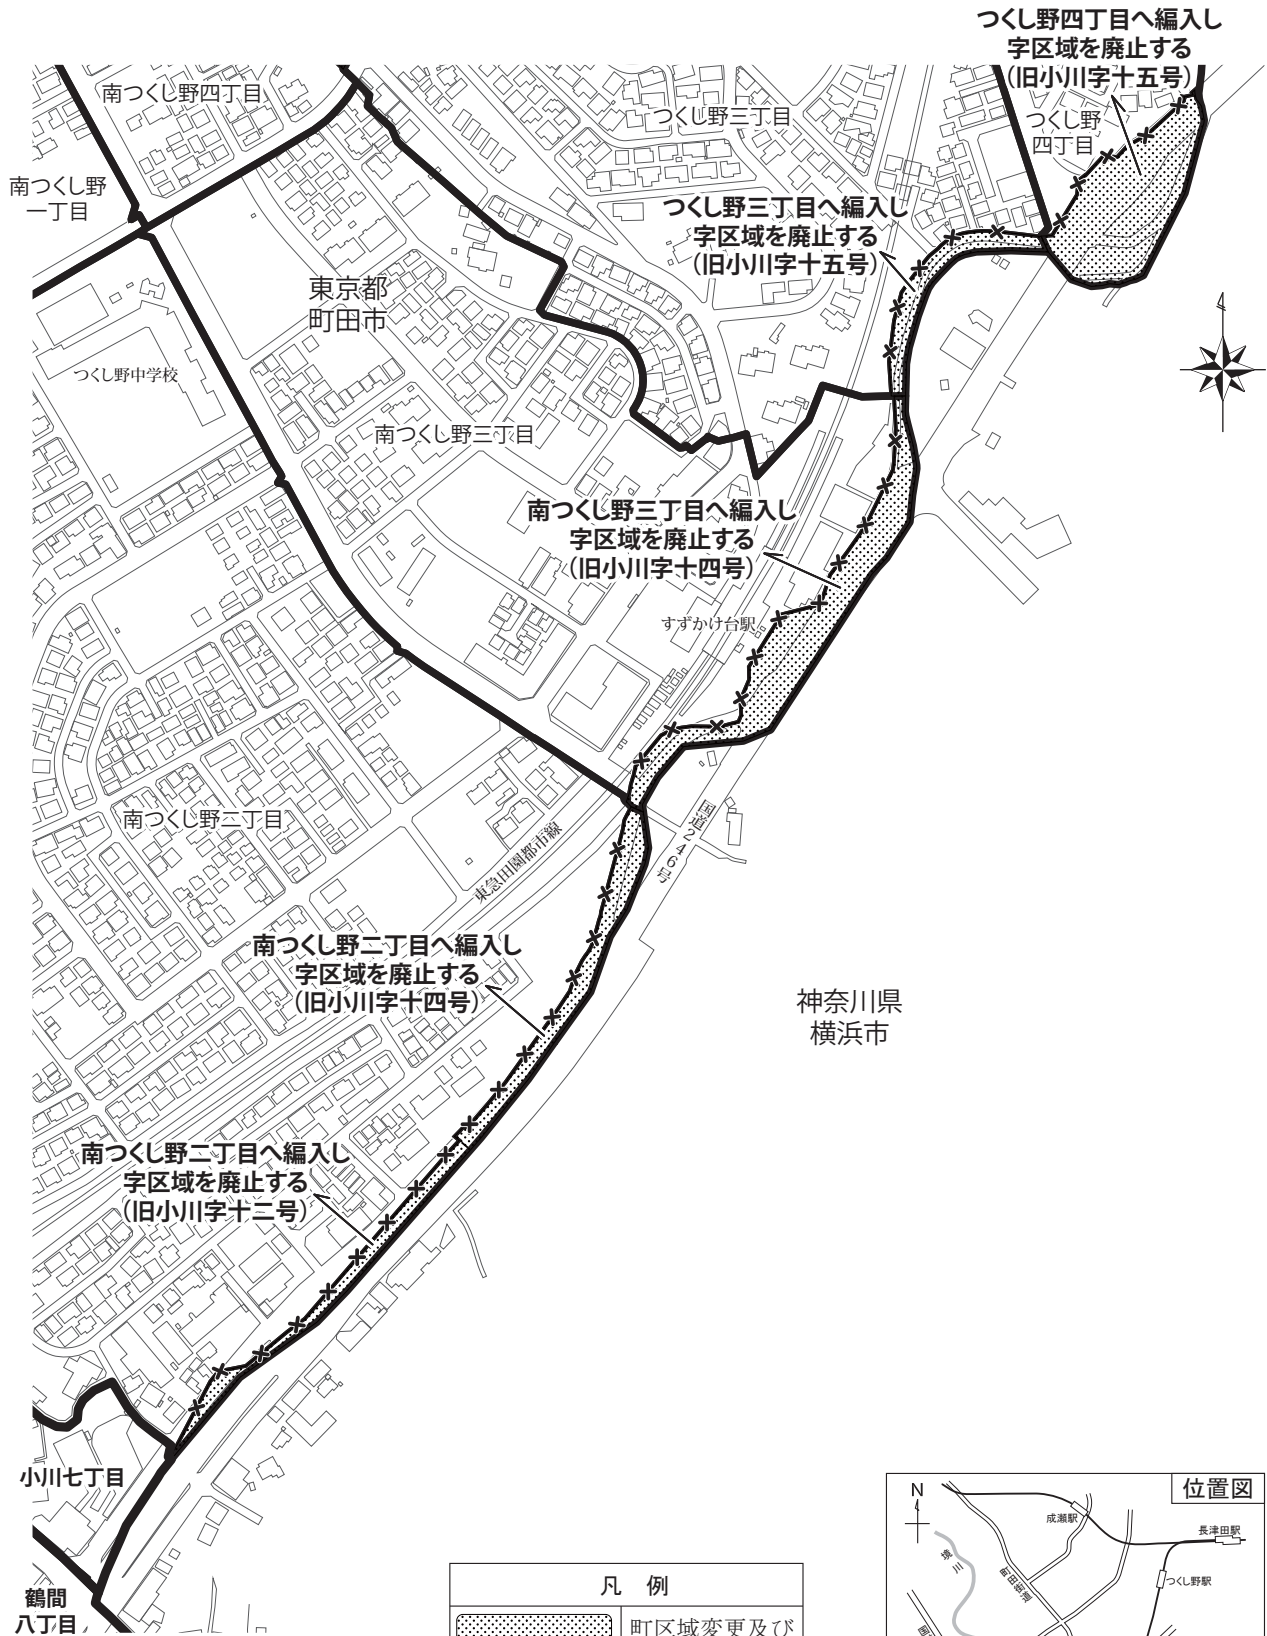 つくし野四丁目へ編入し
字区域を廃止する
（旧小川字十五号）
南つくし野四丁目
つくし野三丁目
つくし野
四丁目
南つくし野
一丁目
つくし野三丁目へ編入し
字区域を廃止する
（旧小川字十五号）
東京都
町田市
つくし野中学校
南つくし野三丁目
南つくし野三丁目へ編入し
字区域を廃止する
（旧小川字十四号）
すずかけ台駅
南つくし野二丁目
国道246号
東急田園都市線
南つくし野二丁目へ編入し
字区域を廃止する
（旧小川字十四号）
神奈川県
横浜市
南つくし野二丁目へ編入し
字区域を廃止する
（旧小川字十二号）
小川七丁目
鶴間
八丁目
凡 例
町区域変更及び
位置図
N
成瀬駅
長津田駅
境川
町田街道
つくし野駅